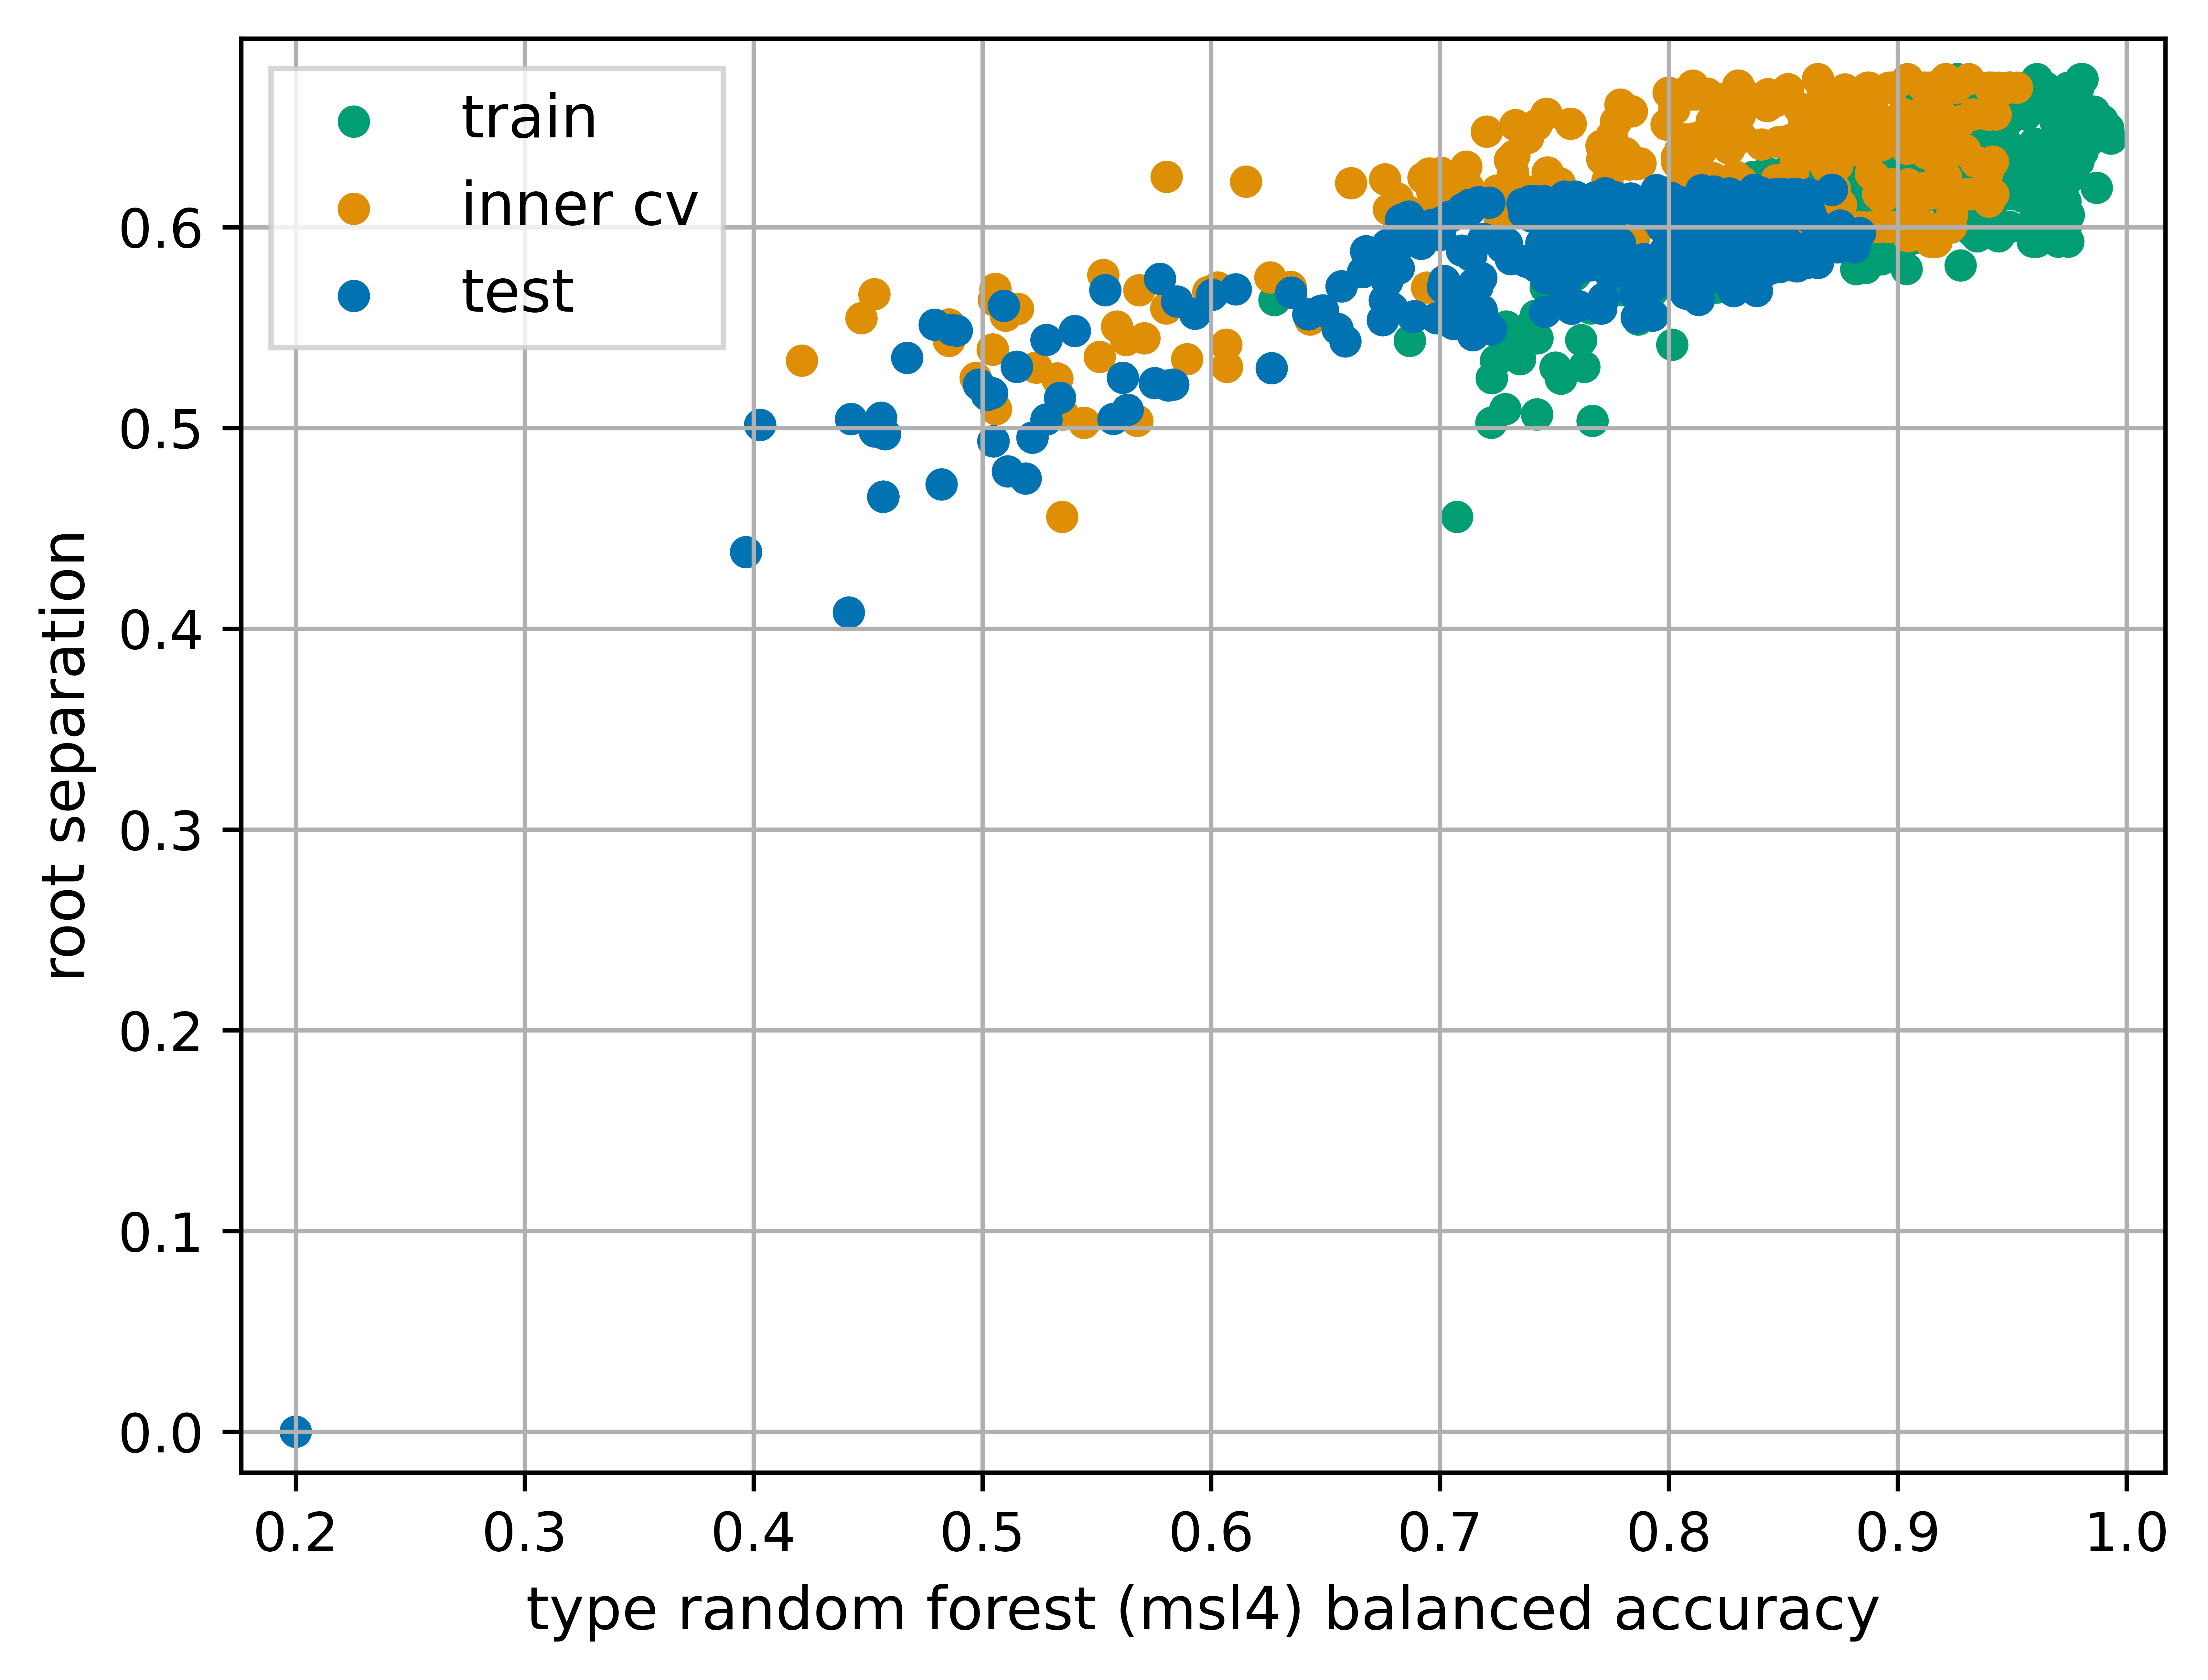 train
inner cv
test
root separation
0.6
0.5
0.4
0.3
0.2
0.1
0.0
0.2 0.3 0.4 0.5 0.6 0.7 0.8 0.9 1.0
type random forest (msl4) balanced accuracy